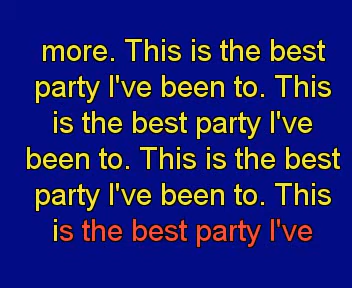 more. This is the best
party I've been to. This
is the best party I've
been to. This is the best
party I've been to. This
is the best party I've